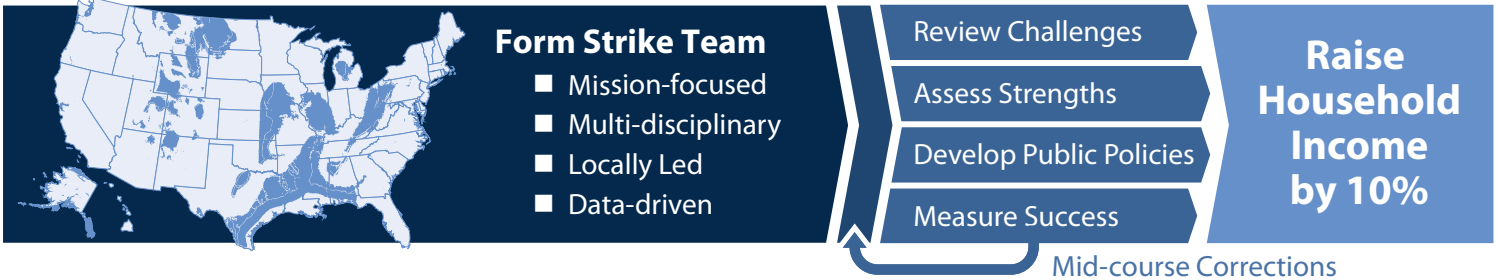 Form Strike Team
Mission-focused
Multi-disciplinary
Locally Led
Data-driven
Review Challenges
Assess Strengths
Develop Public Policies
Measure Success
Mid-course Corrections
Raise
Household
Income
by 10%